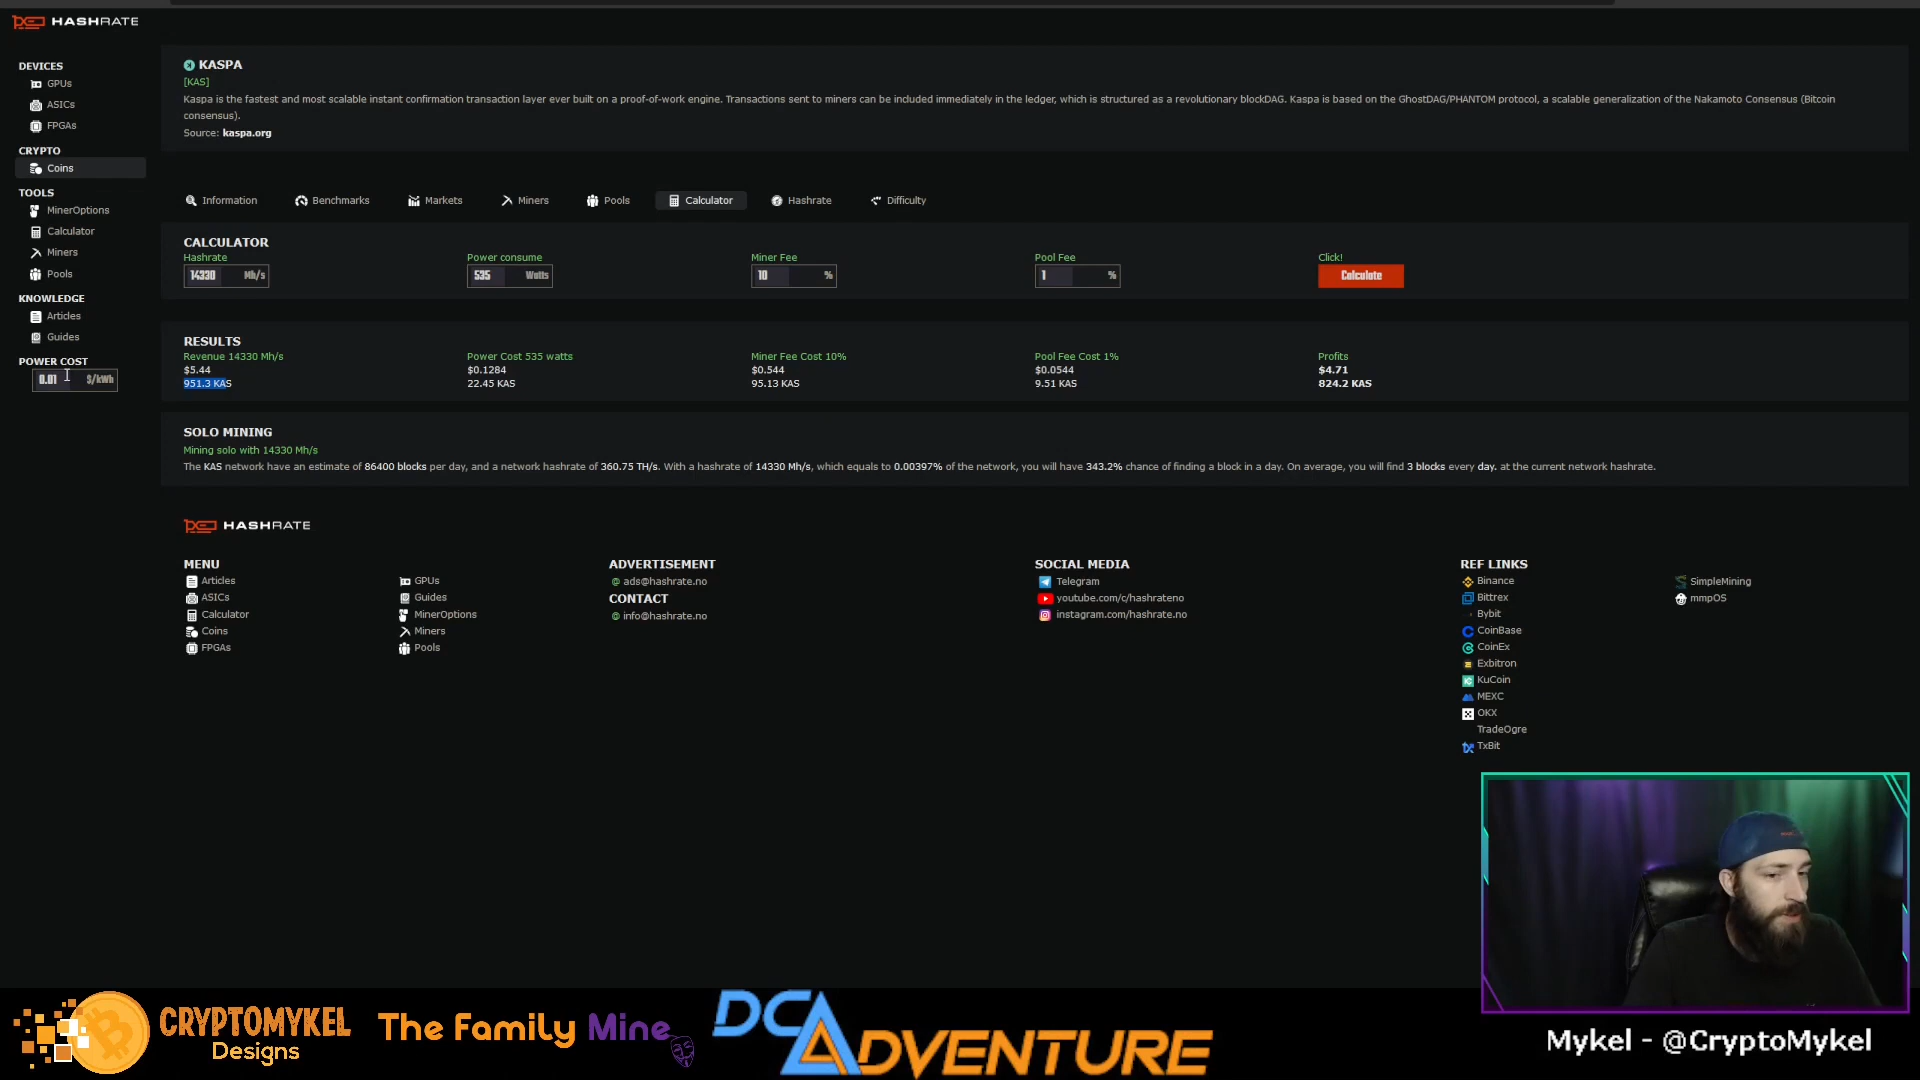 HASHRATE
DEVICES
GPUs
ASICs
FPGAs
CRYPTO
Coins
TOOLS
MinerOptions
Calculator
Miners
Pools
KNOWLEDGE
Articles
Guides
POWER COST
0.01 $/kWh
KASPA
[KAS]
Kaspa is the fastest and most scalable instant confirmation transaction layer ever built on a proof-of-work engine. Transactions sent to miners can be included immediately in the ledger, which is structured as a revolutionary blockDAG. Kaspa is based on the GhostDAG/PHANTOM protocol, a scalable generalization of the Nakamoto Consensus (Bitcoin
consensus).
Source: kaspa.org
Information Benchmarks Markets Miners Pools Calculator Hashrate Difficulty
CALCULATOR
Hashrate Power consume Miner Fee Pool Fee Click!
14330 Mh/s 535 Watts 10 % 1 % Calculate
RESULTS
Revenue 14330 Mh/s Power Cost 535 watts Miner Fee Cost 10% Pool Fee Cost 1% Profits
$5.44 $0.1284 $0.544 $0.0544 $4.71
951.3 KAS 22.45 KAS 95.13 KAS 9.51 KAS 824.2 KAS
SOLO MINING
Mining solo with 14330 Mh/s
The KAS network have an estimate of 86400 blocks per day, and a network hashrate of 360.75 TH/s. With a hashrate of 14330 Mh/s, which equals to 0.00397% of the network, you will have 343.2% chance of finding a block in a day. On average, you will find 3 blocks every day. at the current network hashrate.
HASHRATE
MENU
Articles
ASICs
Calculator
Coins
FPGAs
GPUs
Guides
MinerOptions
Miners
Pools
ADVERTISEMENT
@ ads@hashrate.no
CONTACT
@ info@hashrate.no
SOCIAL MEDIA
Telegram
youtube.com/c/hashrateno
instagram.com/hashrate.no
REF LINKS
Binance
Bittrex
Bybit
CoinBase
CoinEx
Exbitron
KuCoin
MEXC
OKX
TradeOgre
TxBit
SimpleMining
mmpOS
CRYPTOMYKEL
Designs
The Family Mine
DCADVENTURE
Mykel - @CryptoMykel